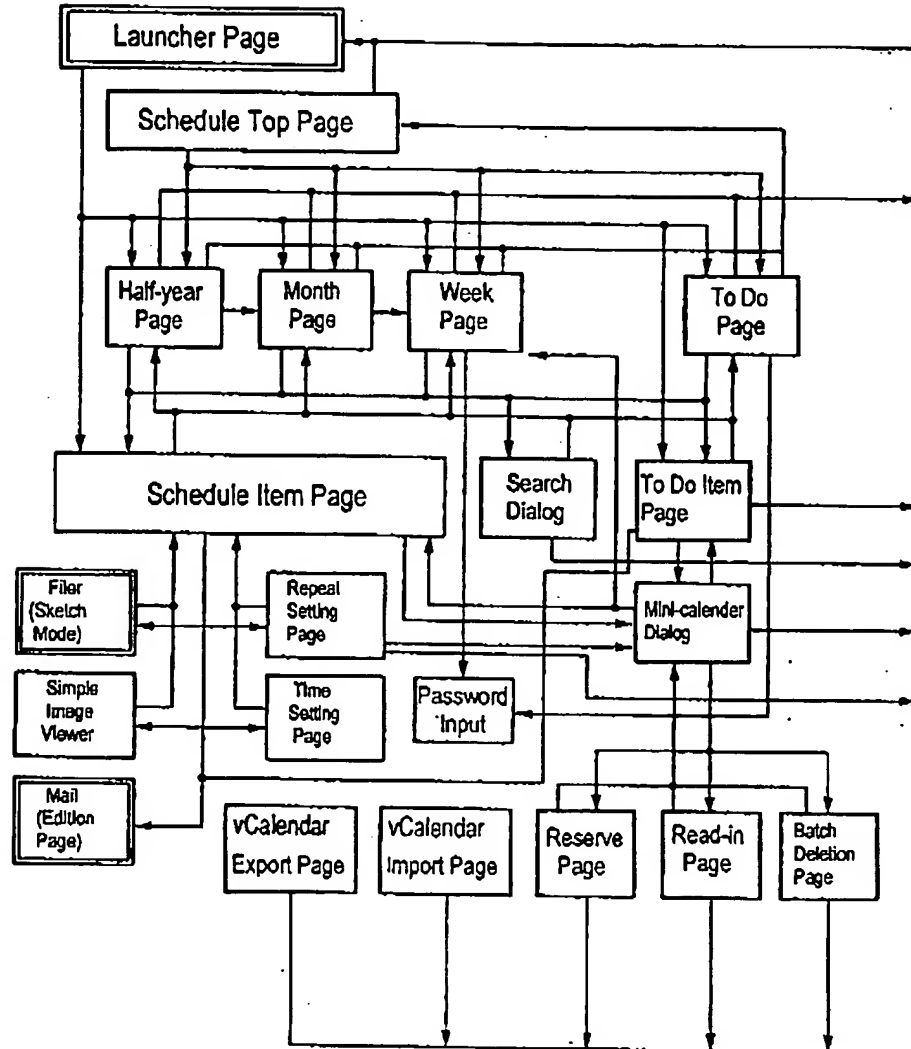 Launcher Page
Schedule Top Page
Half-year
Page
Month
Page
Week
Page
To Do
Page
Schedule Item Page
Search
Dialog
To Do Item
Page
Filer
(Sketch
Mode)
Repeat
Setting
Page
Mini-calender
Dialog
Simple
Image
Viewer
Time
Setting
Page
Password
Input
Mail
(Edition
Page)
vCalendar
Export Page
vCalendar
Import Page
Reserve
Page
Read-in
Page
Batch
Deletion
Page